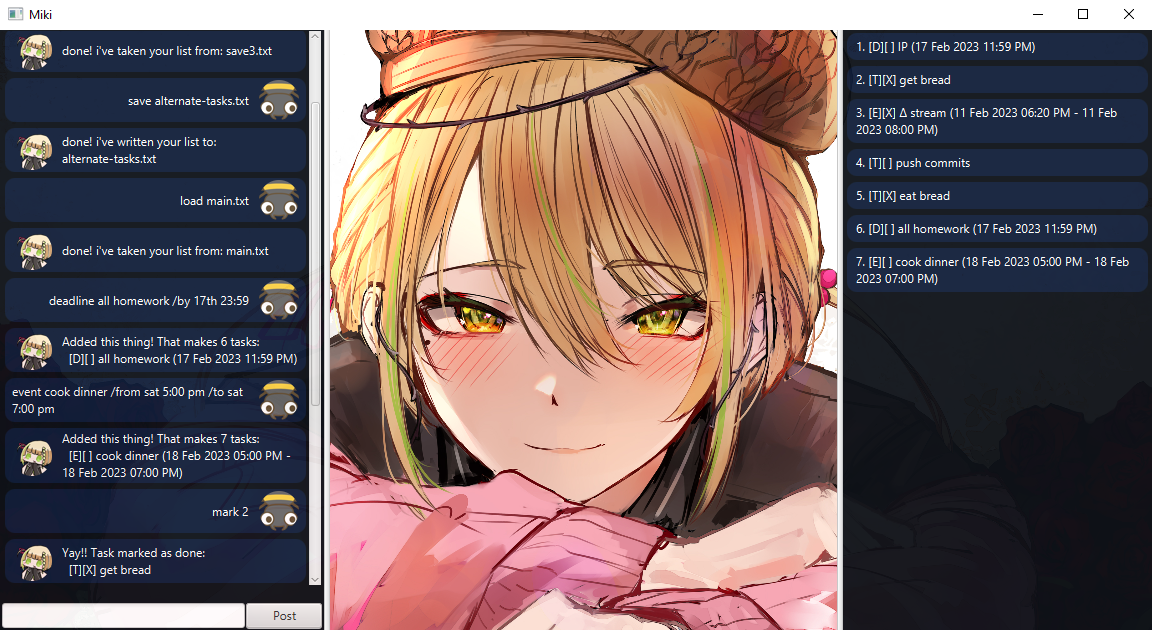 Miki
done! i've taken your list from: save3.txt
save alternate-tasks.txt
done! i've written your list to:
alternate-tasks.txt
load main.txt
done! i've taken your list from: main.txt
deadline all homework /by 17th 23:59
Added this thing! That makes 6 tasks:
[D][ ] all homework (17 Feb 2023 11:59 PM)
event cook dinner /from sat 5:00 pm /to sat
7:00 pm
Added this thing! That makes 7 tasks:
[E][ ] cook dinner (18 Feb 2023 05:00 PM -
18 Feb 2023 07:00 PM)
mark 2
Yay!! Task marked as done:
[T][X] get bread
Post
1. [D][ ] IP (17 Feb 2023 11:59 PM)
2. [T][X] get bread
3. [E][X] Δ stream (11 Feb 2023 06:20 PM - 11 Feb
2023 08:00 PM)
4. [T][ ] push commits
5. [T][X] eat bread
6. [D][ ] all homework (17 Feb 2023 11:59 PM)
7. [E][ ] cook dinner (18 Feb 2023 05:00 PM - 18 Feb
2023 07:00 PM)